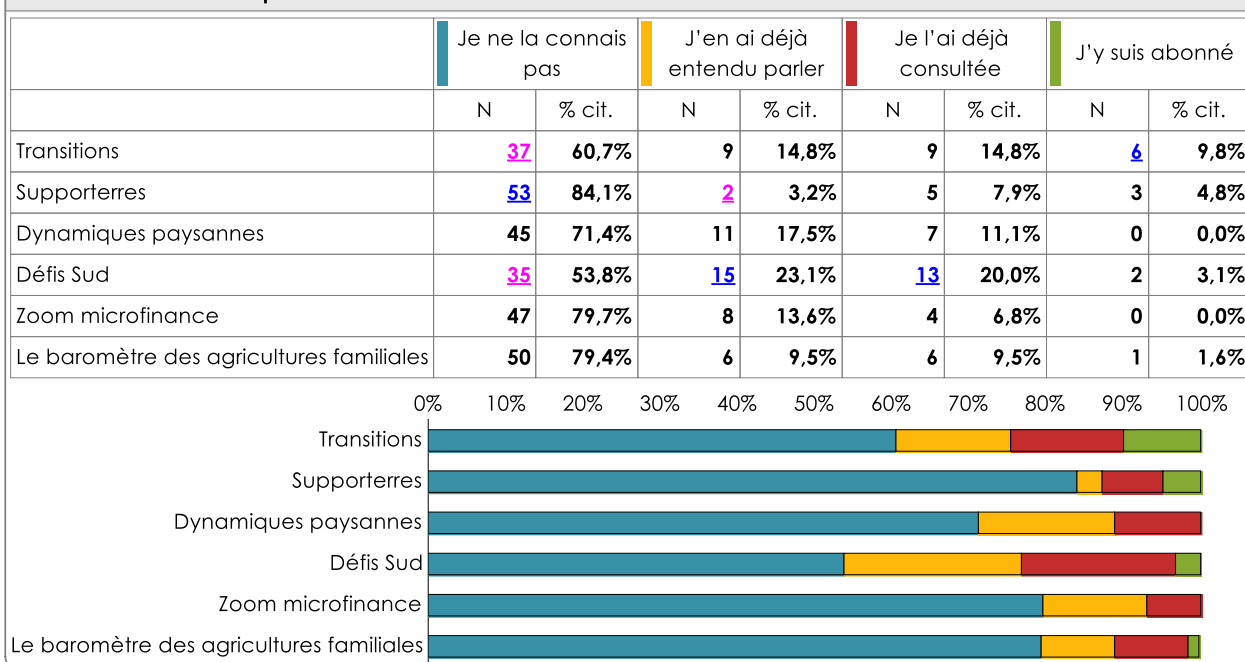 Je ne la connais pas J'en ai déjà entendu parler Je l'ai déjà consultée J'y suis abonné
N % cit. N % cit. N % cit. N % cit.
Transitions 37 60,7% 9 14,8% 9 14,8% 6 9,8%
Supporterres 53 84,1% 2 3,2% 5 7,9% 3 4,8%
Dynamiques paysannes 45 71,4% 11 17,5% 7 11,1% 0 0,0%
Défis Sud 35 53,8% 15 23,1% 13 20,0% 2 3,1%
Zoom microfinance 47 79,7% 8 13,6% 4 6,8% 0 0,0%
Le baromètre des agricultures familiales 50 79,4% 6 9,5% 6 9,5% 1 1,6%
0% 10% 20% 30% 40% 50% 60% 70% 80% 90% 100%
Transitions
Supporterres
Dynamiques paysannes
Défis Sud
Zoom microfinance
Le baromètre des agricultures familiales